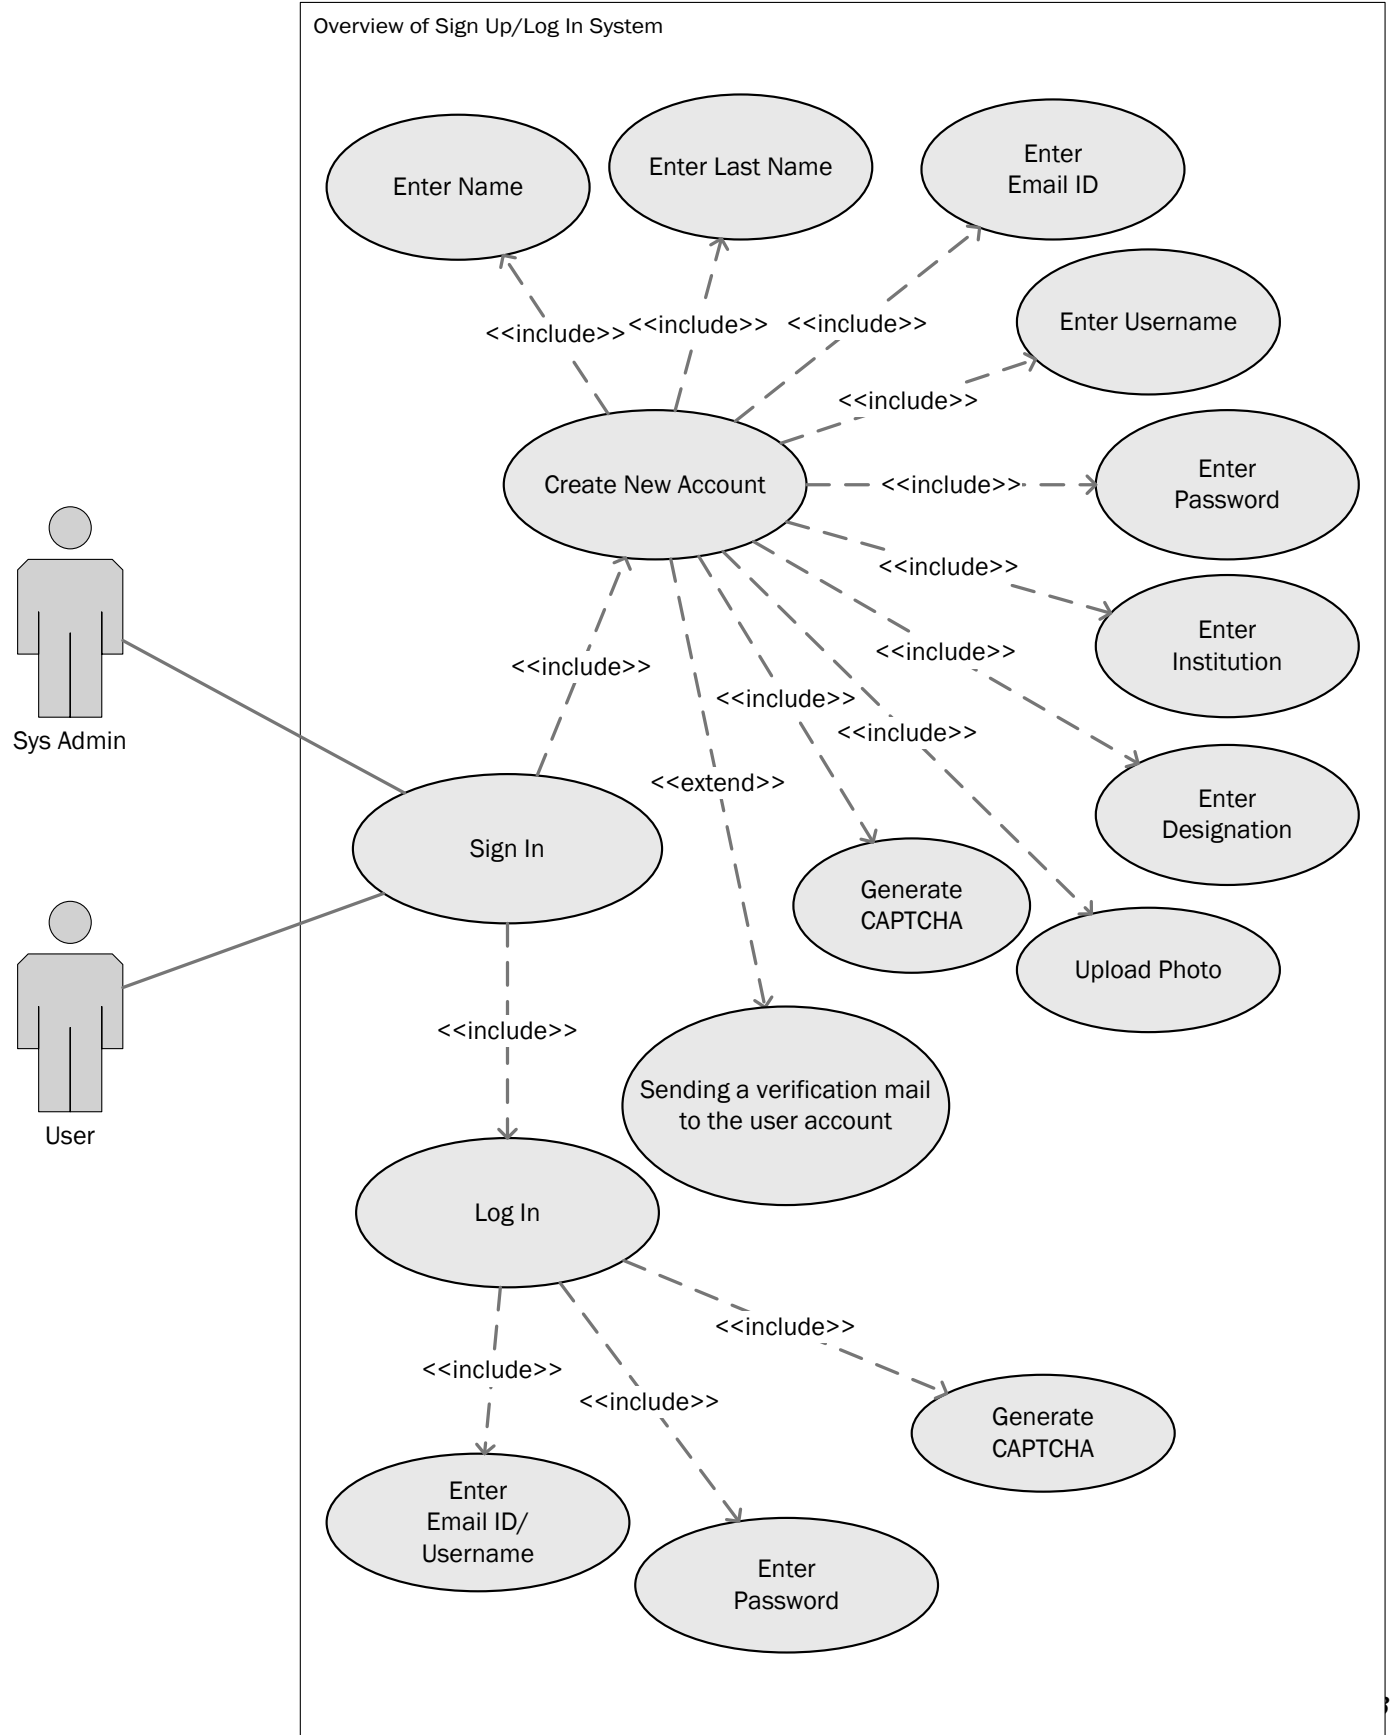 Overview of Sign Up/Log In System
Enter Name
Enter Last Name
Enter
Email ID
<<include>>
<<include>>
<<include>>
Enter Username
<<include>>
Create New Account
<<include>>
Enter
Password
<<include>>
Enter
Institution
<<include>>
<<include>>
<<include>>
<<include>>
Sys Admin
<<extend>>
Enter
Designation
Sign In
Generate
CAPTCHA
Upload Photo
<<include>>
Sending a verification mail
to the user account
User
Log In
<<include>>
<<include>>
<<include>>
Generate
CAPTCHA
Enter
Email ID/
Username
Enter
Password